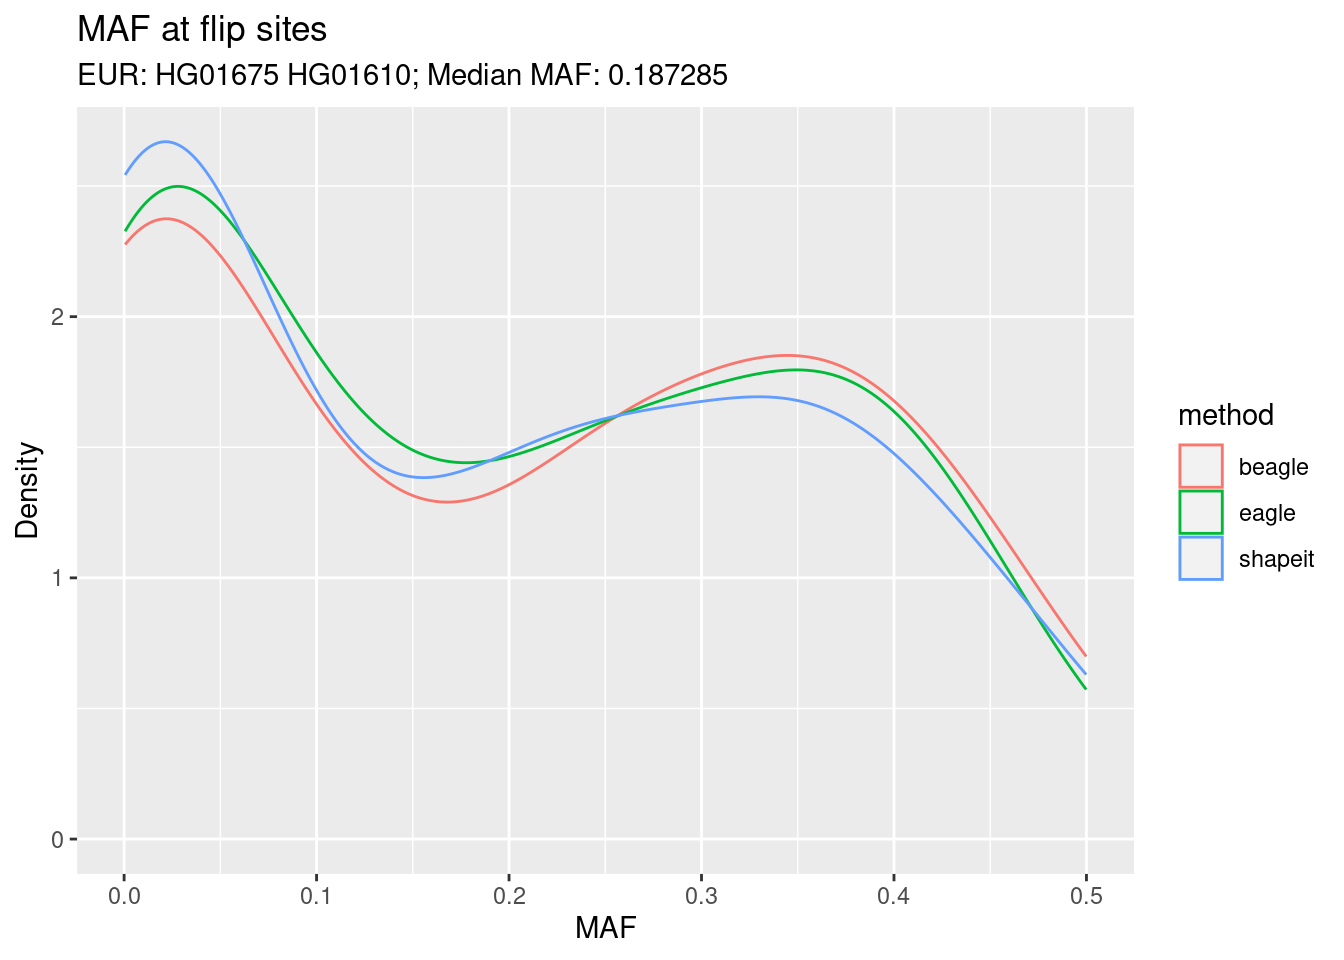 MAF at flip sites
EUR: HG01675 HG01610; Median MAF: 0.187285
Density
2
1
0
0.0 0.1 0.2 0.3 0.4 0.5
MAF
method
beagle
eagle
shapeit